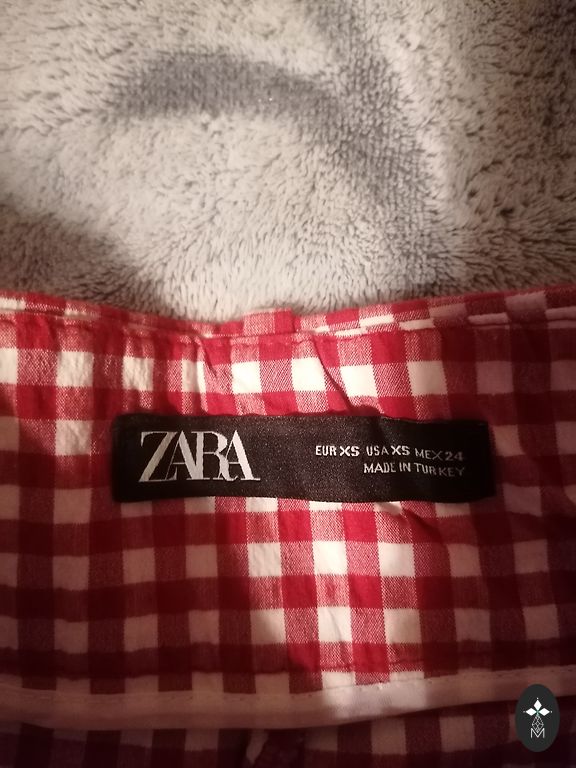 ZARA
EUR XS USA XS MEX 24
MADE IN TURKEY
M